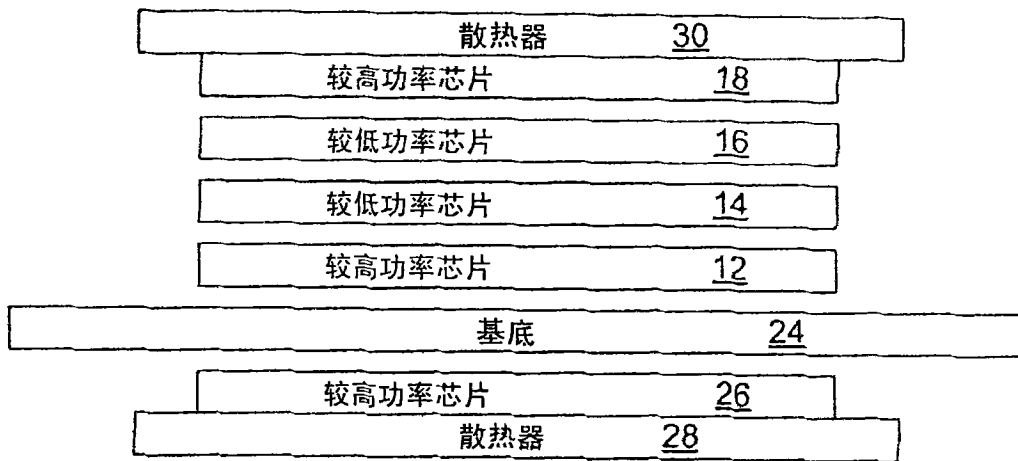 散热器 30
较高功率芯片 18
较低功率芯片 16
较低功率芯片 14
较高功率芯片 12
基底 24
较高功率芯片 26
散热器 28